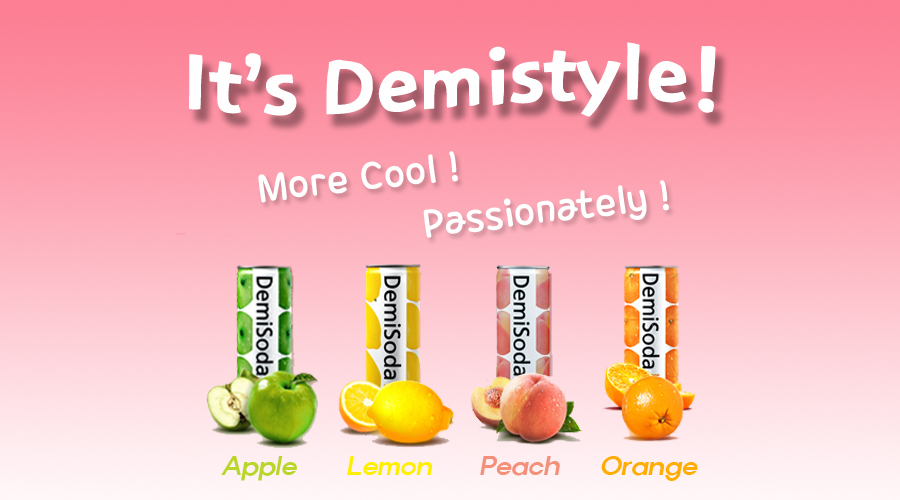 It's Demistyle!
More Cool !
Passionately !
DemiSoda
DemiSoda
DemiSoda
DemiSoda
Apple
Lemon
Peach
Orange